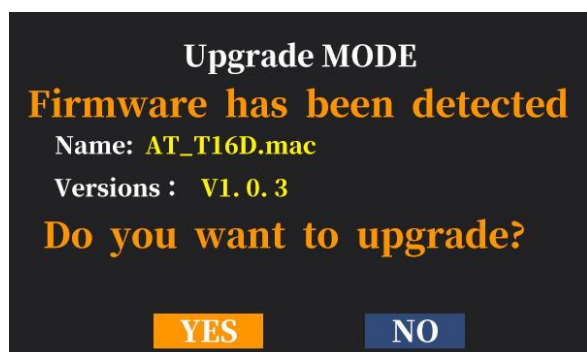 Upgrade MODE
Firmware has been detected
Name: AT_T16D.mac
Versions： V1.0.3
Do you want to upgrade?
YES NO